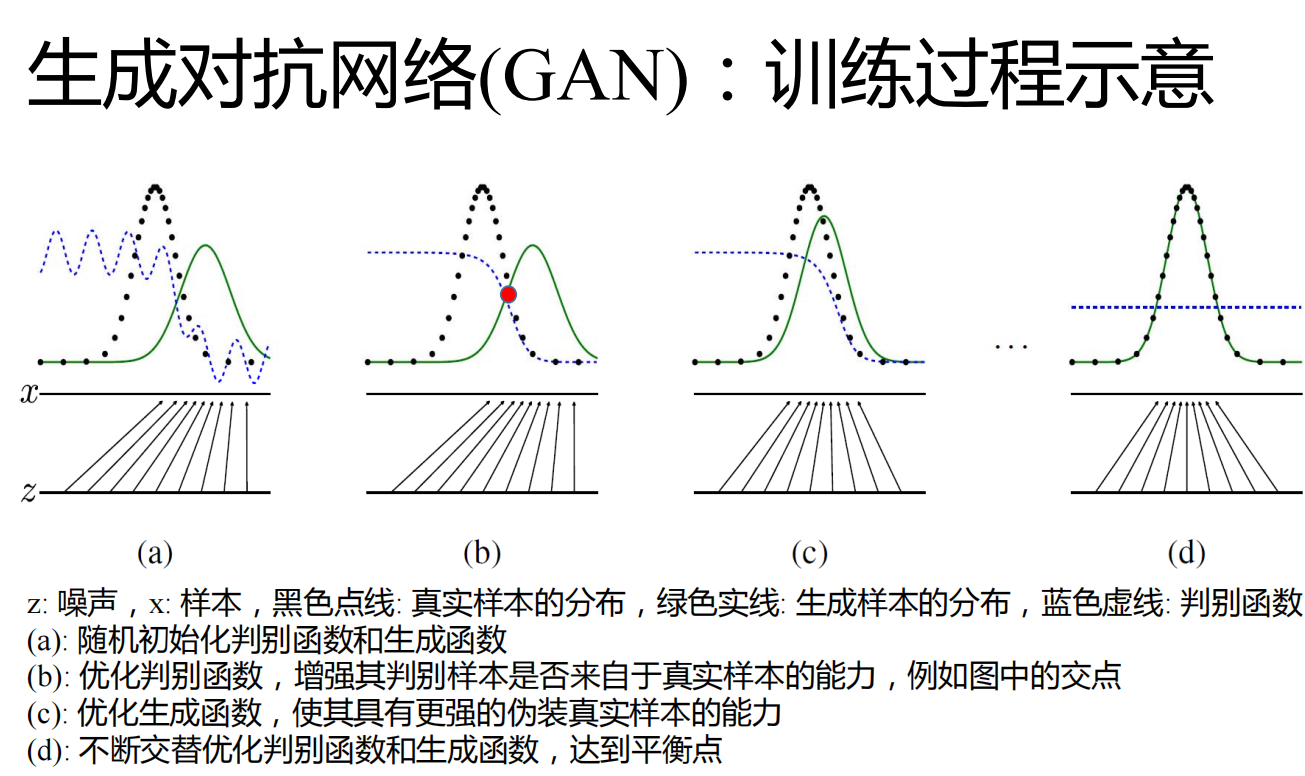 生成对抗网络(GAN)：训练过程示意
x
z
...
(a) (b) (c) (d)
z: 噪声，x: 样本，黑色点线: 真实样本的分布，绿色实线: 生成样本的分布，蓝色虚线: 判别函数
(a): 随机初始化判别函数和生成函数
(b): 优化判别函数，增强其判别样本是否来自于真实样本的能力，例如图中的交点
(c): 优化生成函数，使其具有更强的伪装真实样本的能力
(d): 不断交替优化判别函数和生成函数，达到平衡点